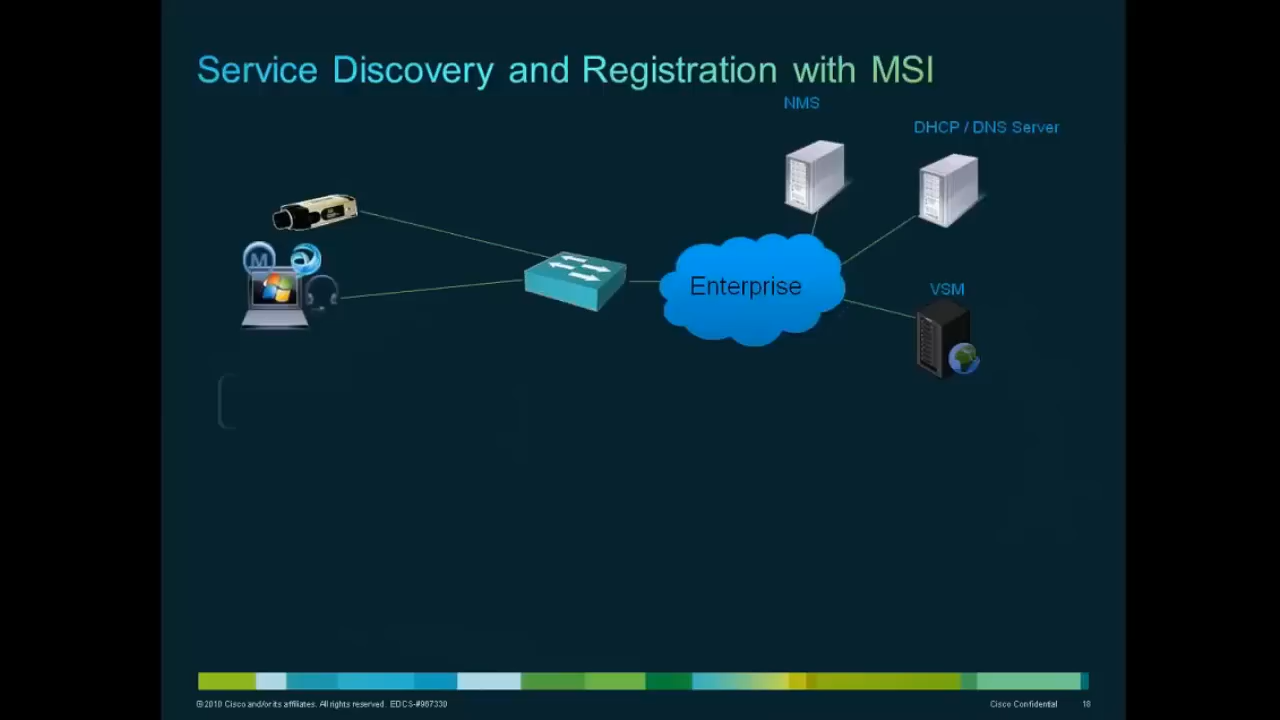 Service Discovery and Registration with MSI
NMS
DHCP / DNS Server
M
Enterprise
VSM
© 2010 Cisco and/or its affiliates. All rights reserved. EDCS-#967330
Cisco Confidential
18